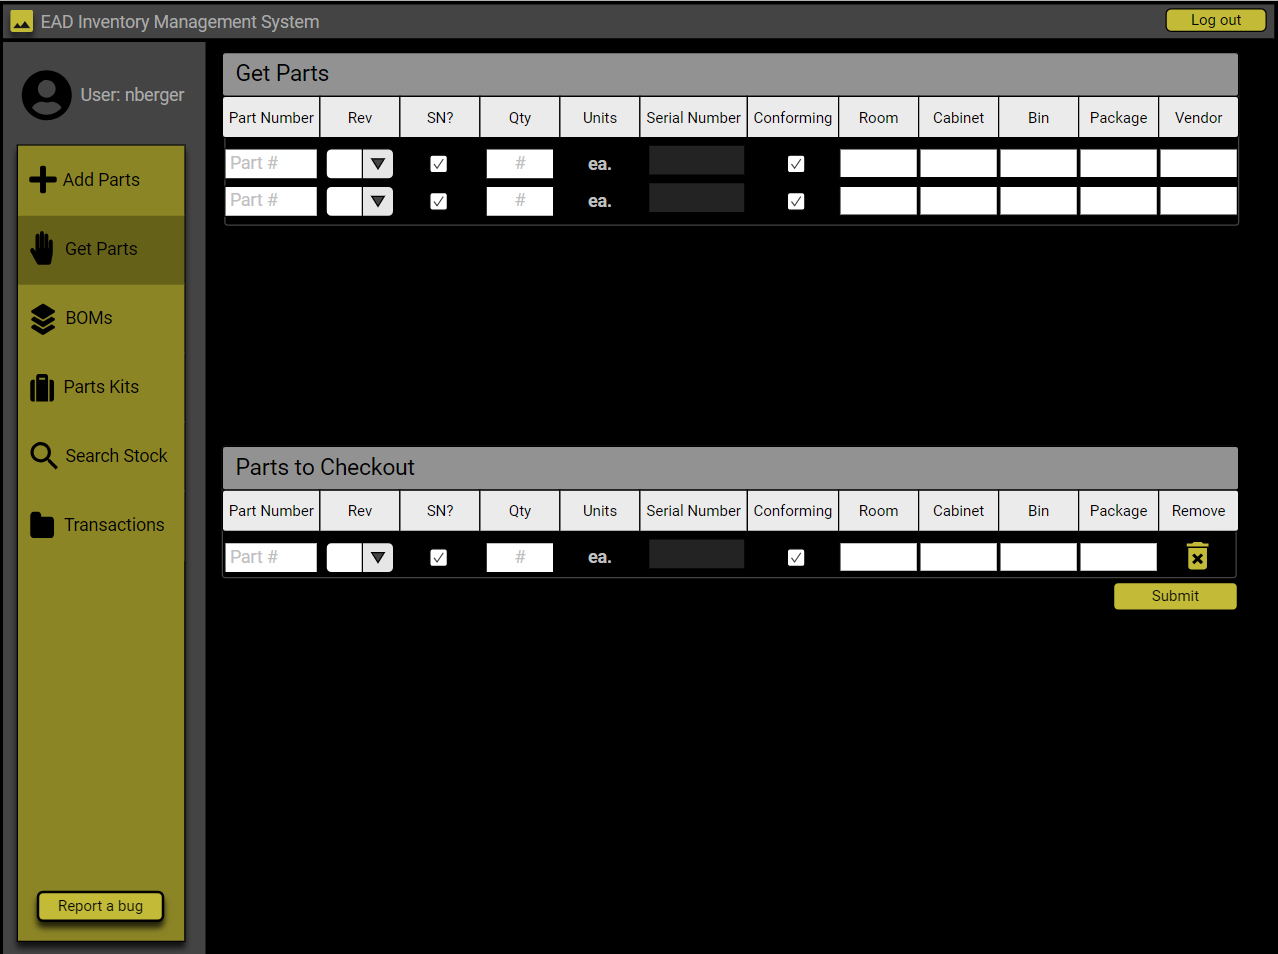 EAD Inventory Management System
Log out
User: nberger
Add Parts
Get Parts
BOMs
Parts Kits
Search Stock
Transactions
Report a bug
Get Parts
Part Number Rev SN? Qty Units Serial Number Conforming Room Cabinet Bin Package Vendor
Part # # ea.
Part # # ea.
Parts to Checkout
Part Number Rev SN? Qty Units Serial Number Conforming Room Cabinet Bin Package Remove
Part # # ea.
Submit